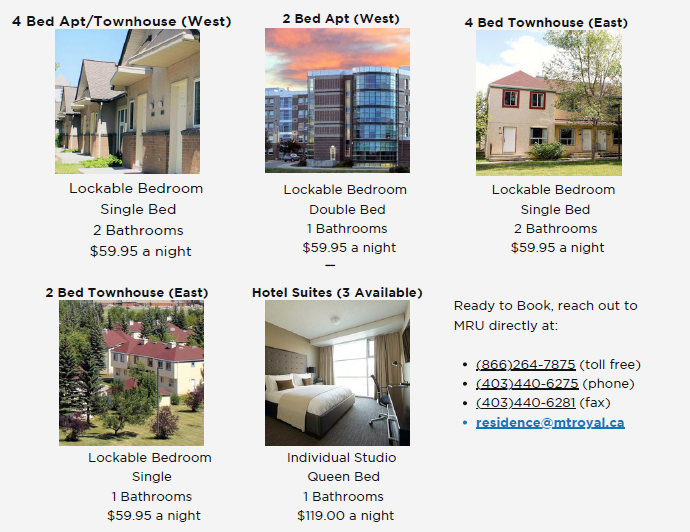 4 Bed Apt/Townhouse (West)
Lockable Bedroom
Single Bed
2 Bathrooms
$59.95 a night
2 Bed Apt (West)
Lockable Bedroom
Double Bed
1 Bathrooms
$59.95 a night
4 Bed Townhouse (East)
Lockable Bedroom
Single Bed
2 Bathrooms
$59.95 a night
2 Bed Townhouse (East)
Lockable Bedroom
Single
1 Bathrooms
$59.95 a night
Hotel Suites (3 Available)
Individual Studio
Queen Bed
1 Bathrooms
$119.00 a night
Ready to Book, reach out to
MRU directly at:
• (866)264-7875 (toll free)
• (403)440-6275 (phone)
• (403)440-6281 (fax)
• residence@mtroyal.ca